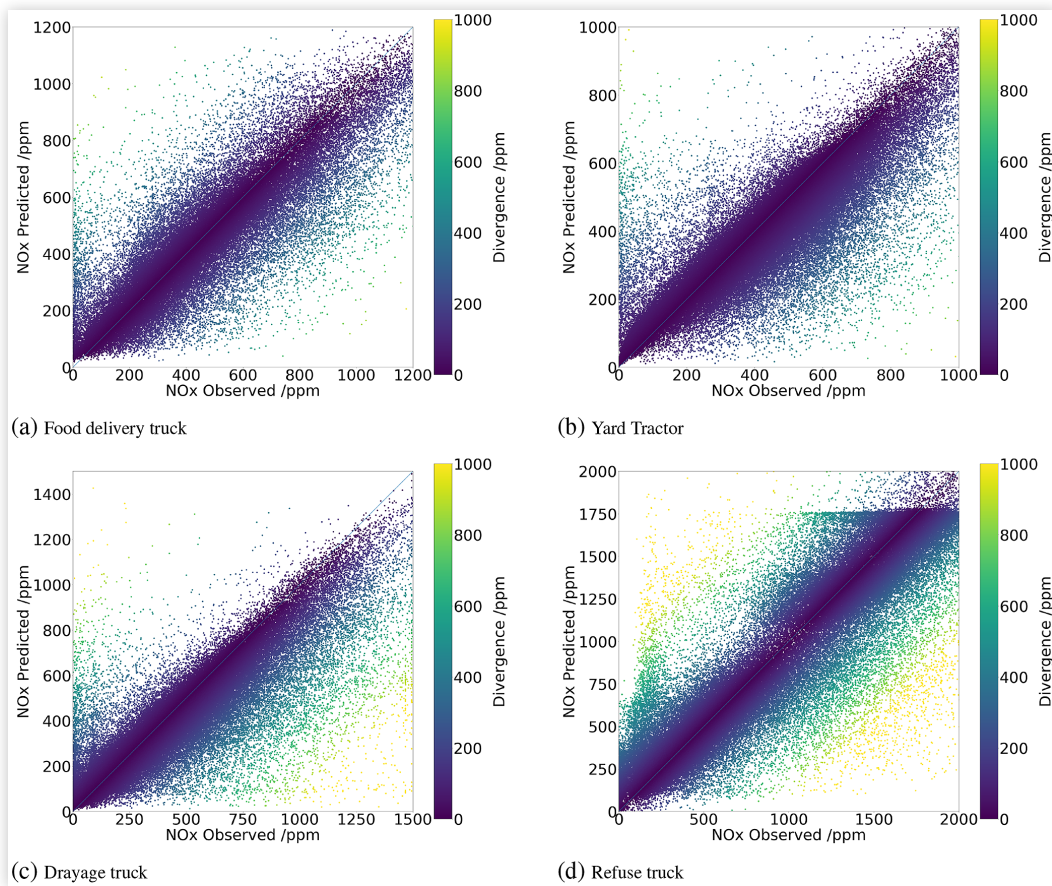 1200
1000
800
600
400
200
0
0 200 400 600 800 1000 1200
NOx Predicted /ppm
NOx Observed /ppm
1000
800
600
400
200
0
Divergence /ppm
(a) Food delivery truck
1000
800
600
400
200
0
0 200 400 600 800 1000
NOx Predicted /ppm
NOx Observed /ppm
1000
800
600
400
200
0
Divergence /ppm
(b) Yard Tractor
1400
1200
1000
800
600
400
200
0
0 250 500 750 1000 1250 1500
NOx Predicted /ppm
NOx Observed /ppm
1000
800
600
400
200
0
Divergence /ppm
(c) Drayage truck
2000
1750
1500
1250
1000
750
500
250
0
0 500 1000 1500 2000
NOx Predicted /ppm
NOx Observed /ppm
1000
800
600
400
200
0
Divergence /ppm
(d) Refuse truck